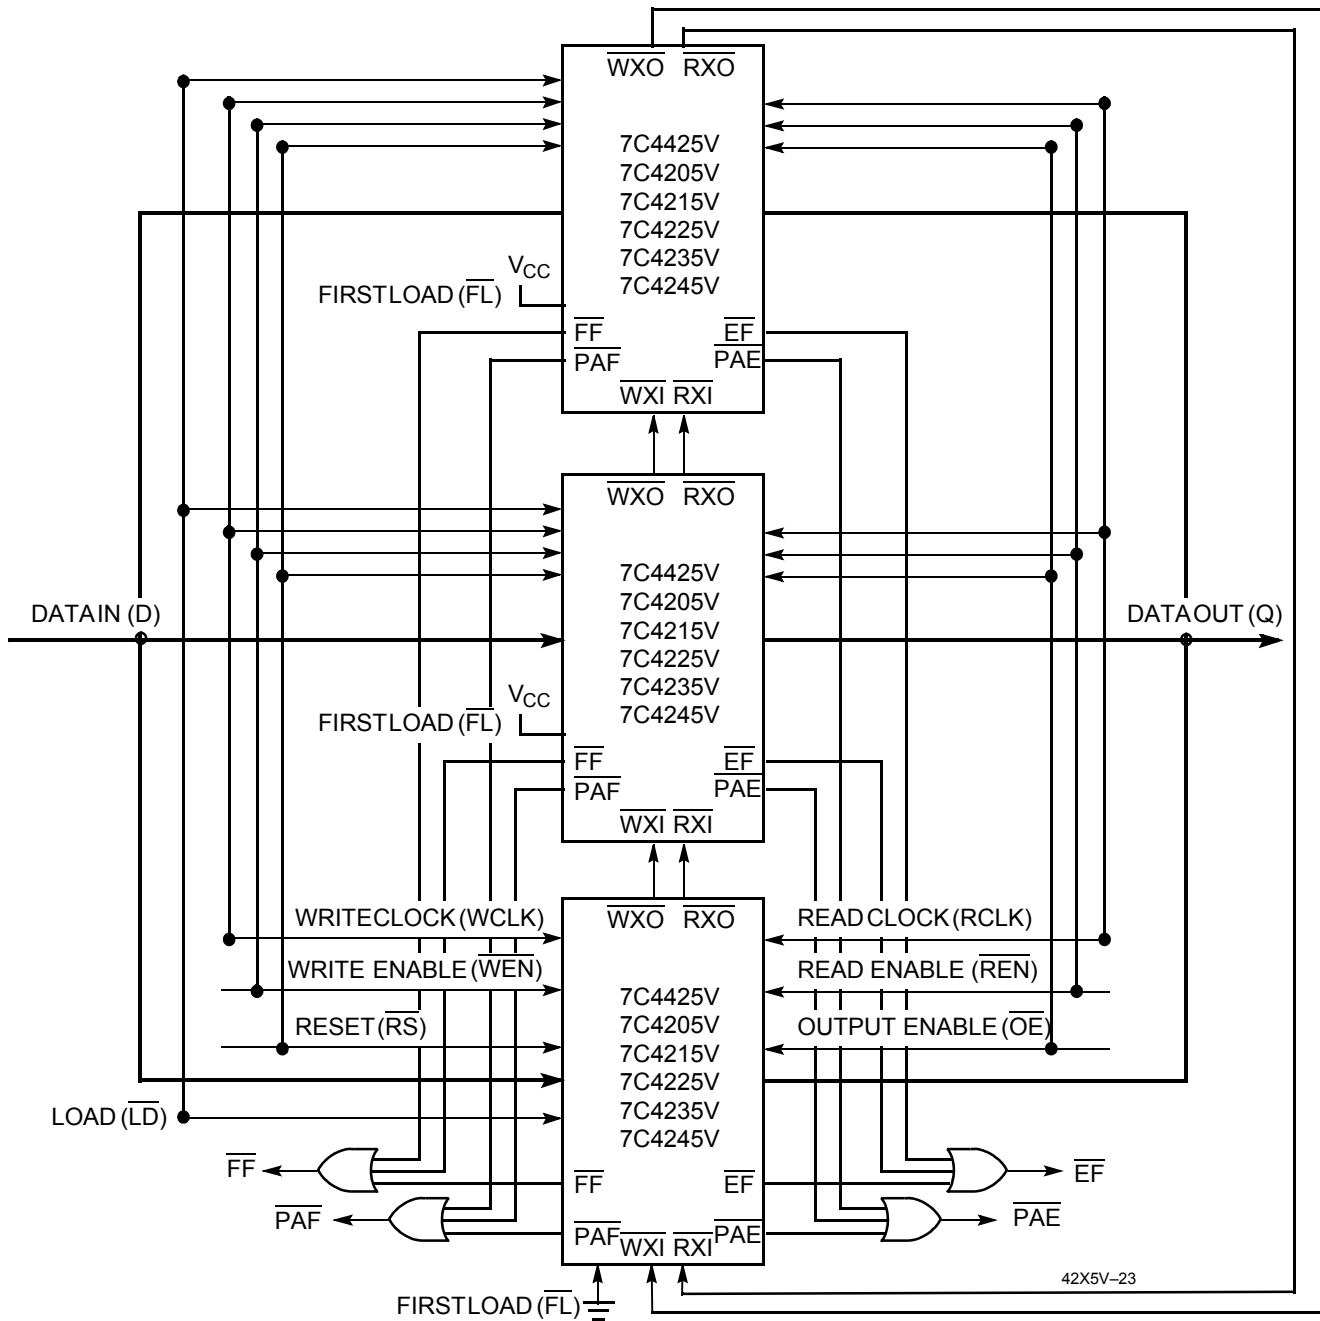 WXO RXO
7C4425V
7C4205V
7C4215V
7C4225V
7C4235V
7C4245V
VCC
FIRSTLOAD (FL)
FF EF
PAF PAE
WXI RXI
WXO RXO
7C4425V
7C4205V
7C4215V
7C4225V
7C4235V
7C4245V
DATAIN (D)
DATAOUT (Q)
VCC
FIRSTLOAD (FL)
FF EF
PAF PAE
WXI RXI
WXO RXO
WRITECLOCK (WCLK)
READ CLOCK (RCLK)
WRITE ENABLE (WEN)
READ ENABLE (REN)
RESET (RS)
OUTPUT ENABLE (OE)
7C4425V
7C4205V
7C4215V
7C4225V
7C4235V
7C4245V
LOAD (LD)
FF FF EF EF
PAF PAF WXI RXI PAE PAE
42X5V–23
FIRSTLOAD (FL)